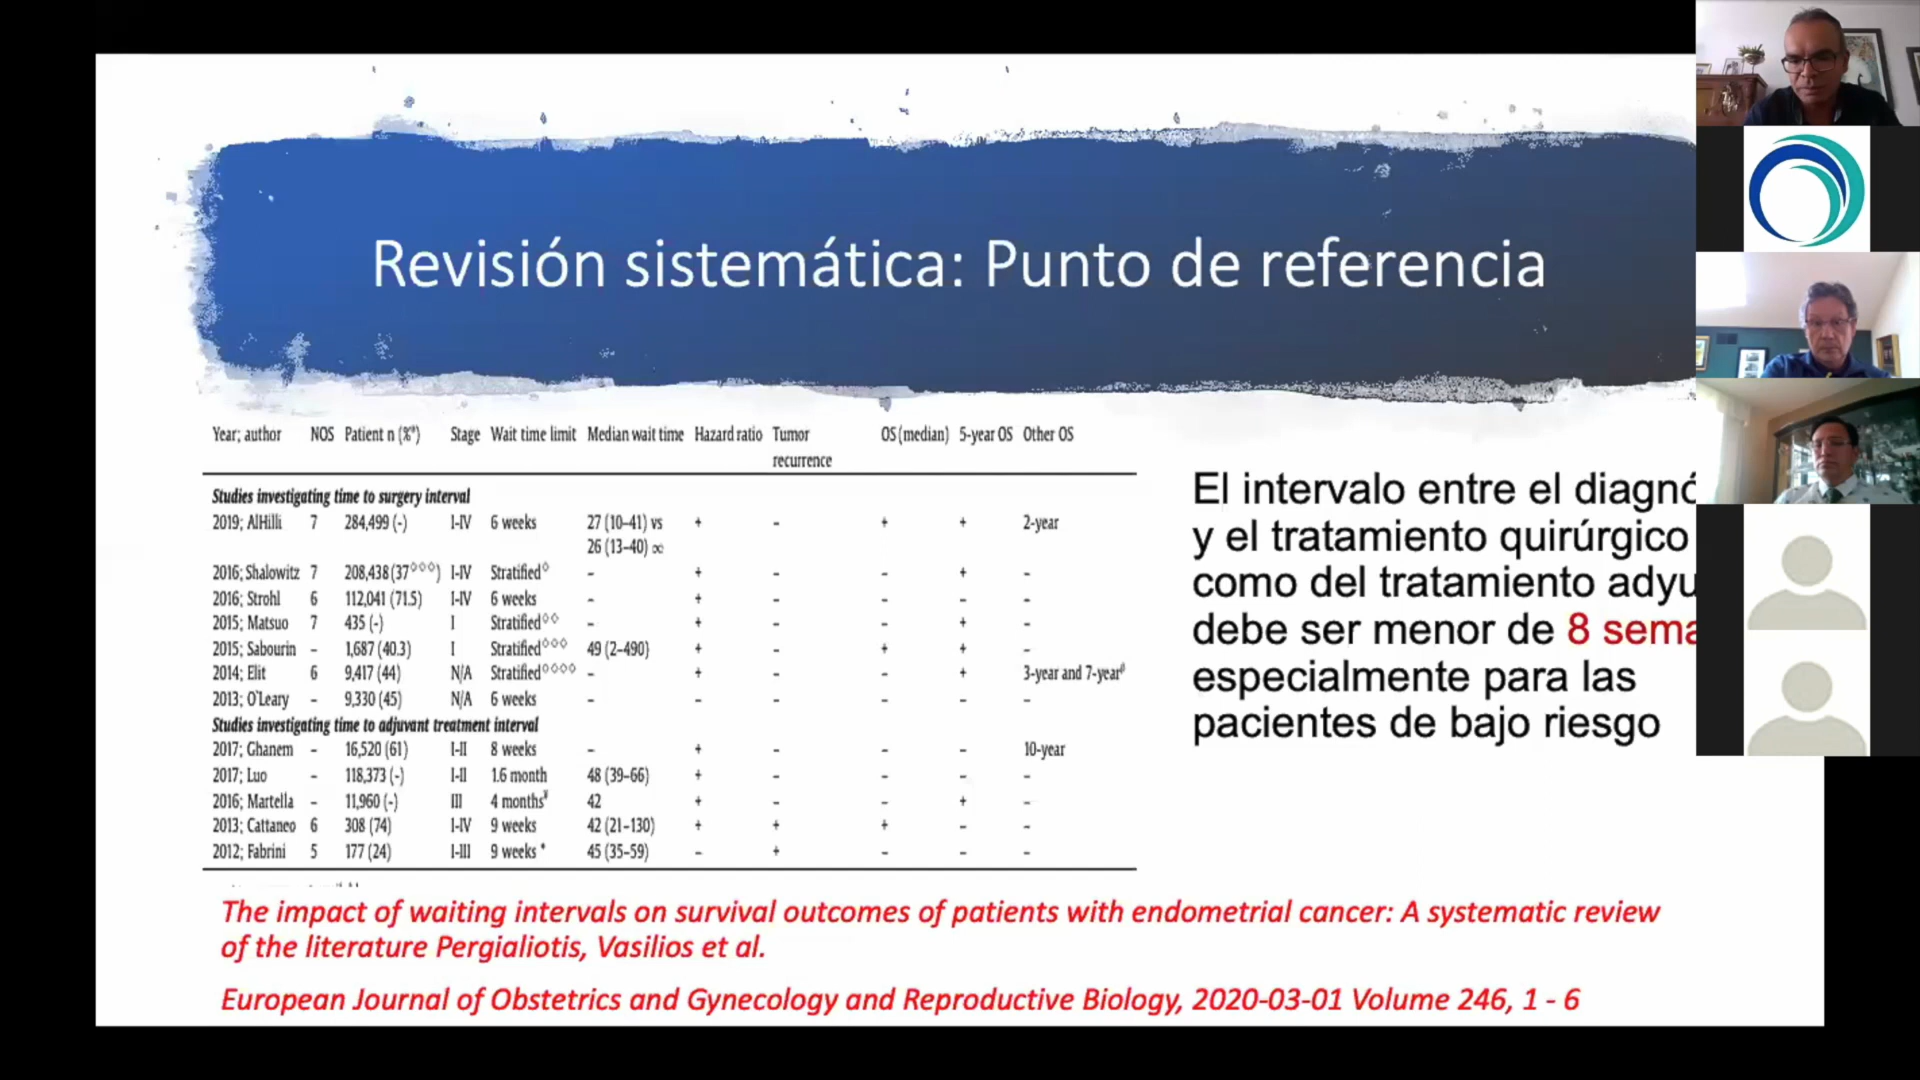 Revisión sistemática: Punto de referencia
Year; author NOS Patient n (%*) Stage Wait time limit Median wait time Hazard ratio Tumor recurrence OS (median) 5-year OS Other OS
Studies investigating time to surgery interval
2019; AlHilli 7 284,499 (-) I-IV 6 weeks 27 (10–41) vs 26 (13–40) ∞ + – + + 2-year
2016; Shalowitz 7 208,438 (37◊◊◊) I-IV Stratified◊ – + – – + –
2016; Strohl 6 112,041 (71.5) I-IV 6 weeks – + – – – –
2015; Matsuo 7 435 (-) I Stratified◊◊ – + – – + –
2015; Sabourin – 1,687 (40.3) I Stratified◊◊◊ 49 (2–490) + – + + –
2014; Elit 6 9,417 (44) N/A Stratified◊◊◊◊ – + – – + 3-year and 7-year
2013; O'Leary – 9,330 (45) N/A 6 weeks – – – – – –
Studies investigating time to adjuvant treatment interval
2017; Ghanem – 16,520 (61) I-II 8 weeks – + – – – 10-year
2017; Luo – 118,373 (-) I-II 1.6 month 48 (39–66) + – – – –
2016; Martella – 11,960 (-) III 4 months 42 + – – + –
2013; Cattaneo 6 308 (74) I-IV 9 weeks 42 (21–130) + + + – –
2012; Fabrini 5 177 (24) I-III 9 weeks * 45 (35–59) – + – – –
El intervalo entre el diagnó
y el tratamiento quirúrgico
como del tratamiento adyu
debe ser menor de 8 sema
especialmente para las
pacientes de bajo riesgo
The impact of waiting intervals on survival outcomes of patients with endometrial cancer: A systematic review
of the literature Pergialiotis, Vasilios et al.
European Journal of Obstetrics and Gynecology and Reproductive Biology, 2020-03-01 Volume 246, 1 - 6